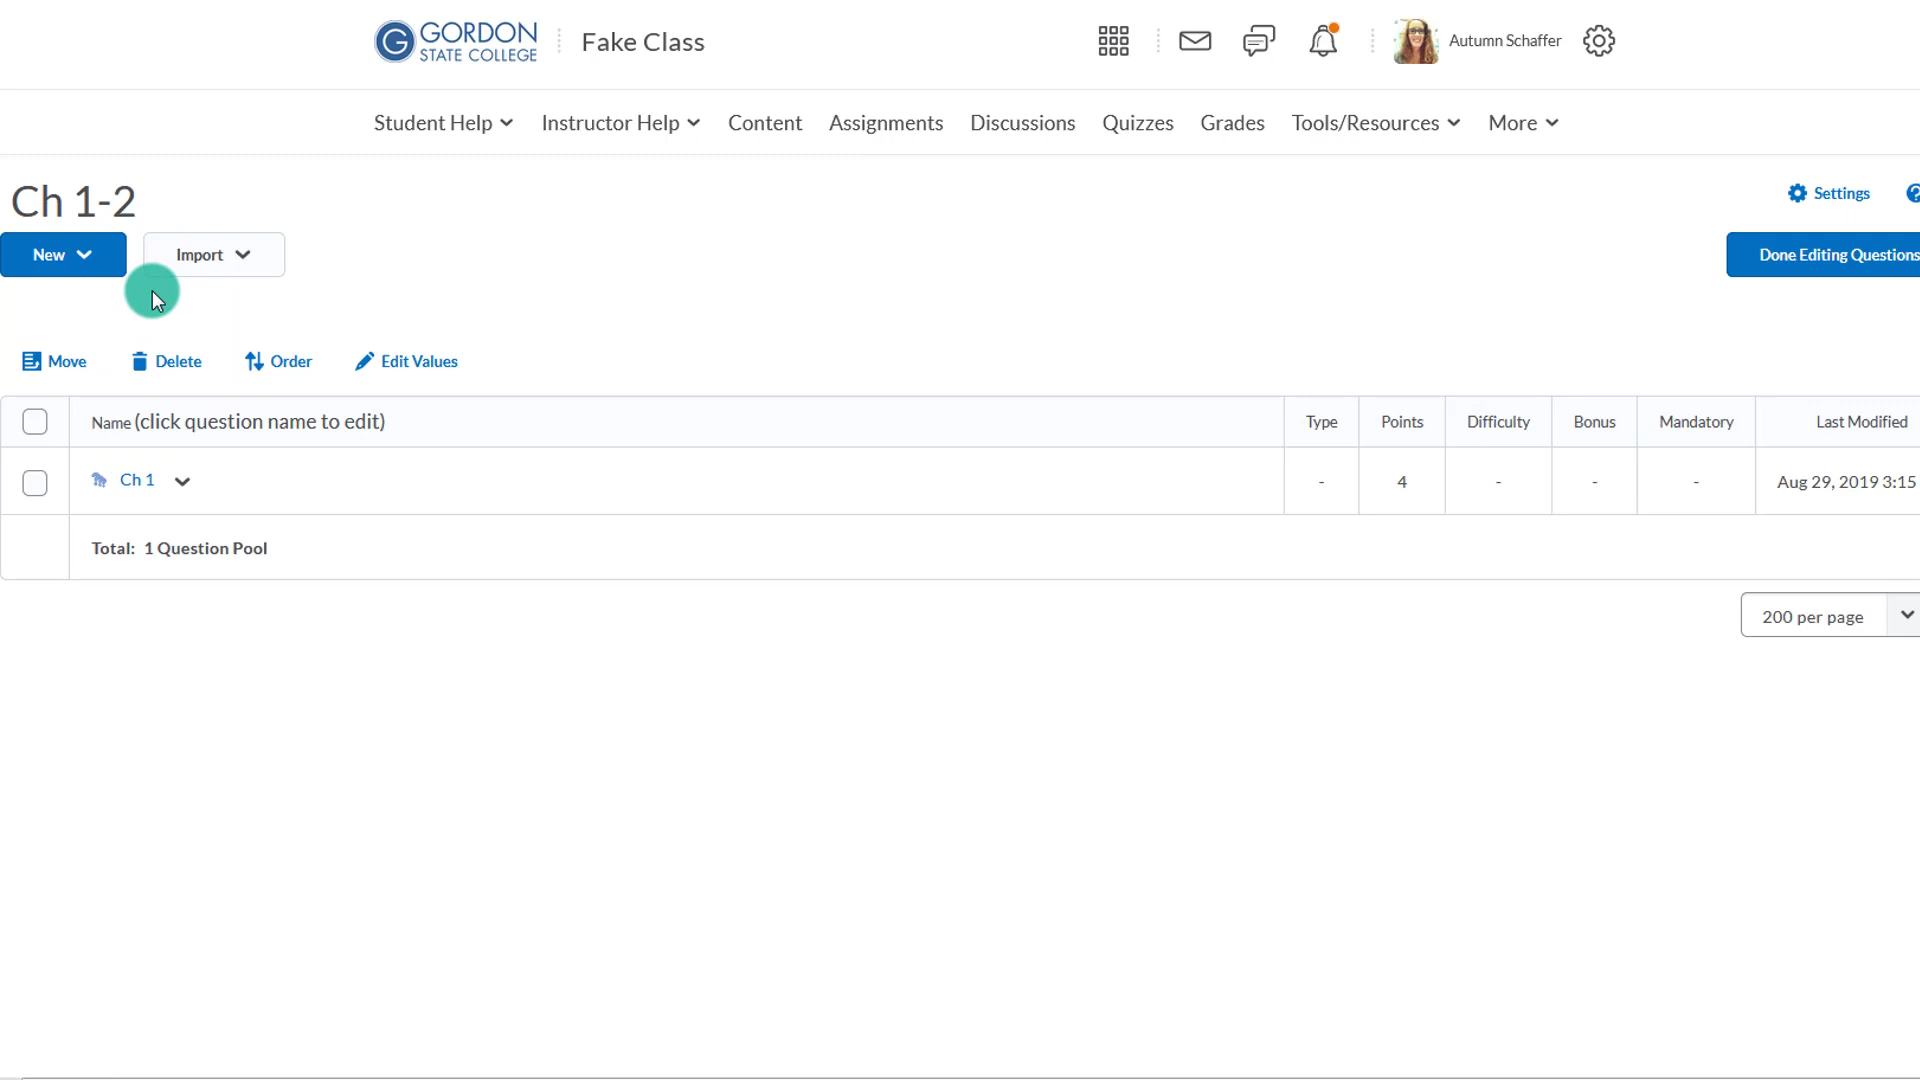 GORDON
STATE COLLEGE
Fake Class
Autumn Schaffer
Student Help
Instructor Help
Content
Assignments
Discussions
Quizzes
Grades
Tools/Resources
More
Ch 1-2
Settings
New
Import
Done Editing Questions
Move
Delete
Order
Edit Values
Name (click question name to edit)
Type
Points
Difficulty
Bonus
Mandatory
Last Modified
Ch 1
-
4
-
-
-
Aug 29, 2019 3:15
Total: 1 Question Pool
200 per page